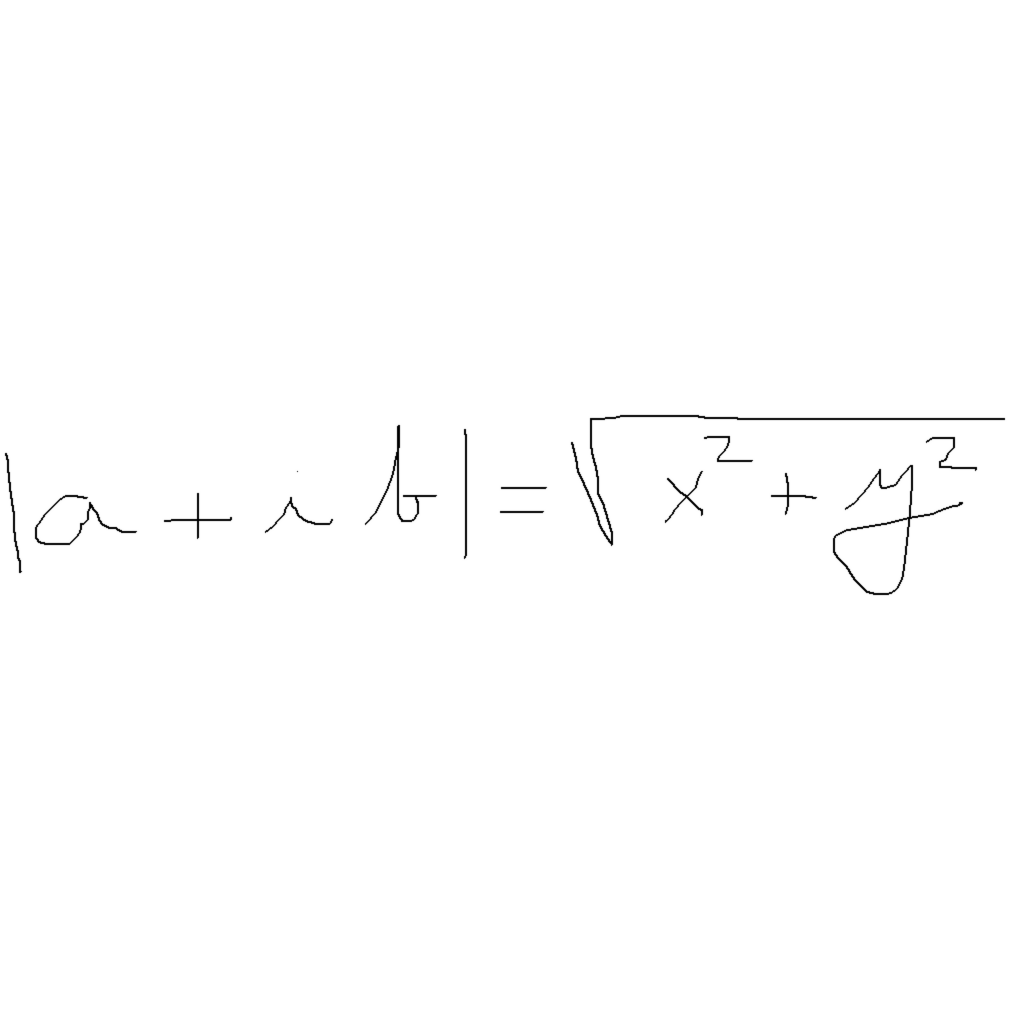 |a + i b| = √(x² + y²)